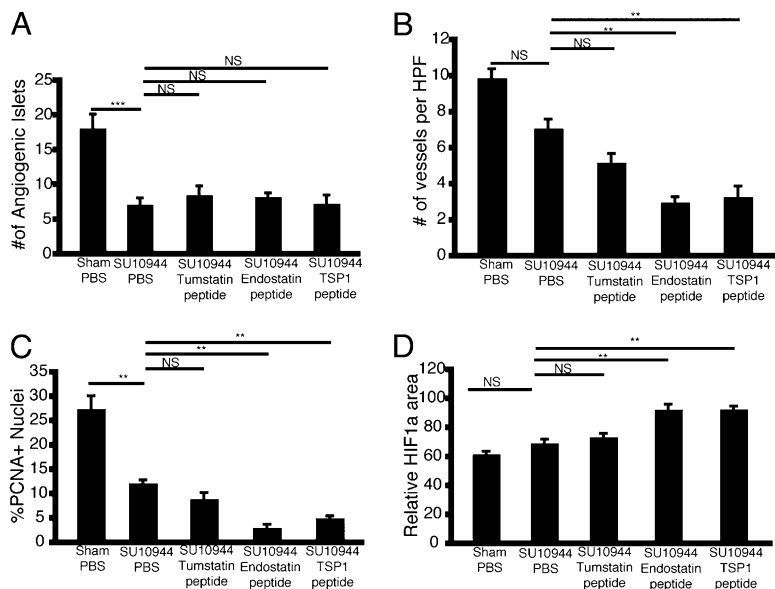 A
NS
NS
NS
***
#of Angiogenic Islets
25
20
15
10
5
0
Sham PBS
SU10944 PBS
SU10944 Tumstatin peptide
SU10944 Endostatin peptide
SU10944 TSP1 peptide
B
**
**
NS
NS
# of vessels per HPF
12
10
8
6
4
2
0
Sham PBS
SU10944 PBS
SU10944 Tumstatin peptide
SU10944 Endostatin peptide
SU10944 TSP1 peptide
C
**
**
NS
**
%PCNA+ Nuclei
35
30
25
20
15
10
5
0
Sham PBS
SU10944 PBS
SU10944 Tumstatin peptide
SU10944 Endostatin peptide
SU10944 TSP1 peptide
D
**
**
NS
NS
Relative HIF1a area
120
100
80
60
40
20
0
Sham PBS
SU10944 PBS
SU10944 Tumstatin peptide
SU10944 Endostatin peptide
SU10944 TSP1 peptide